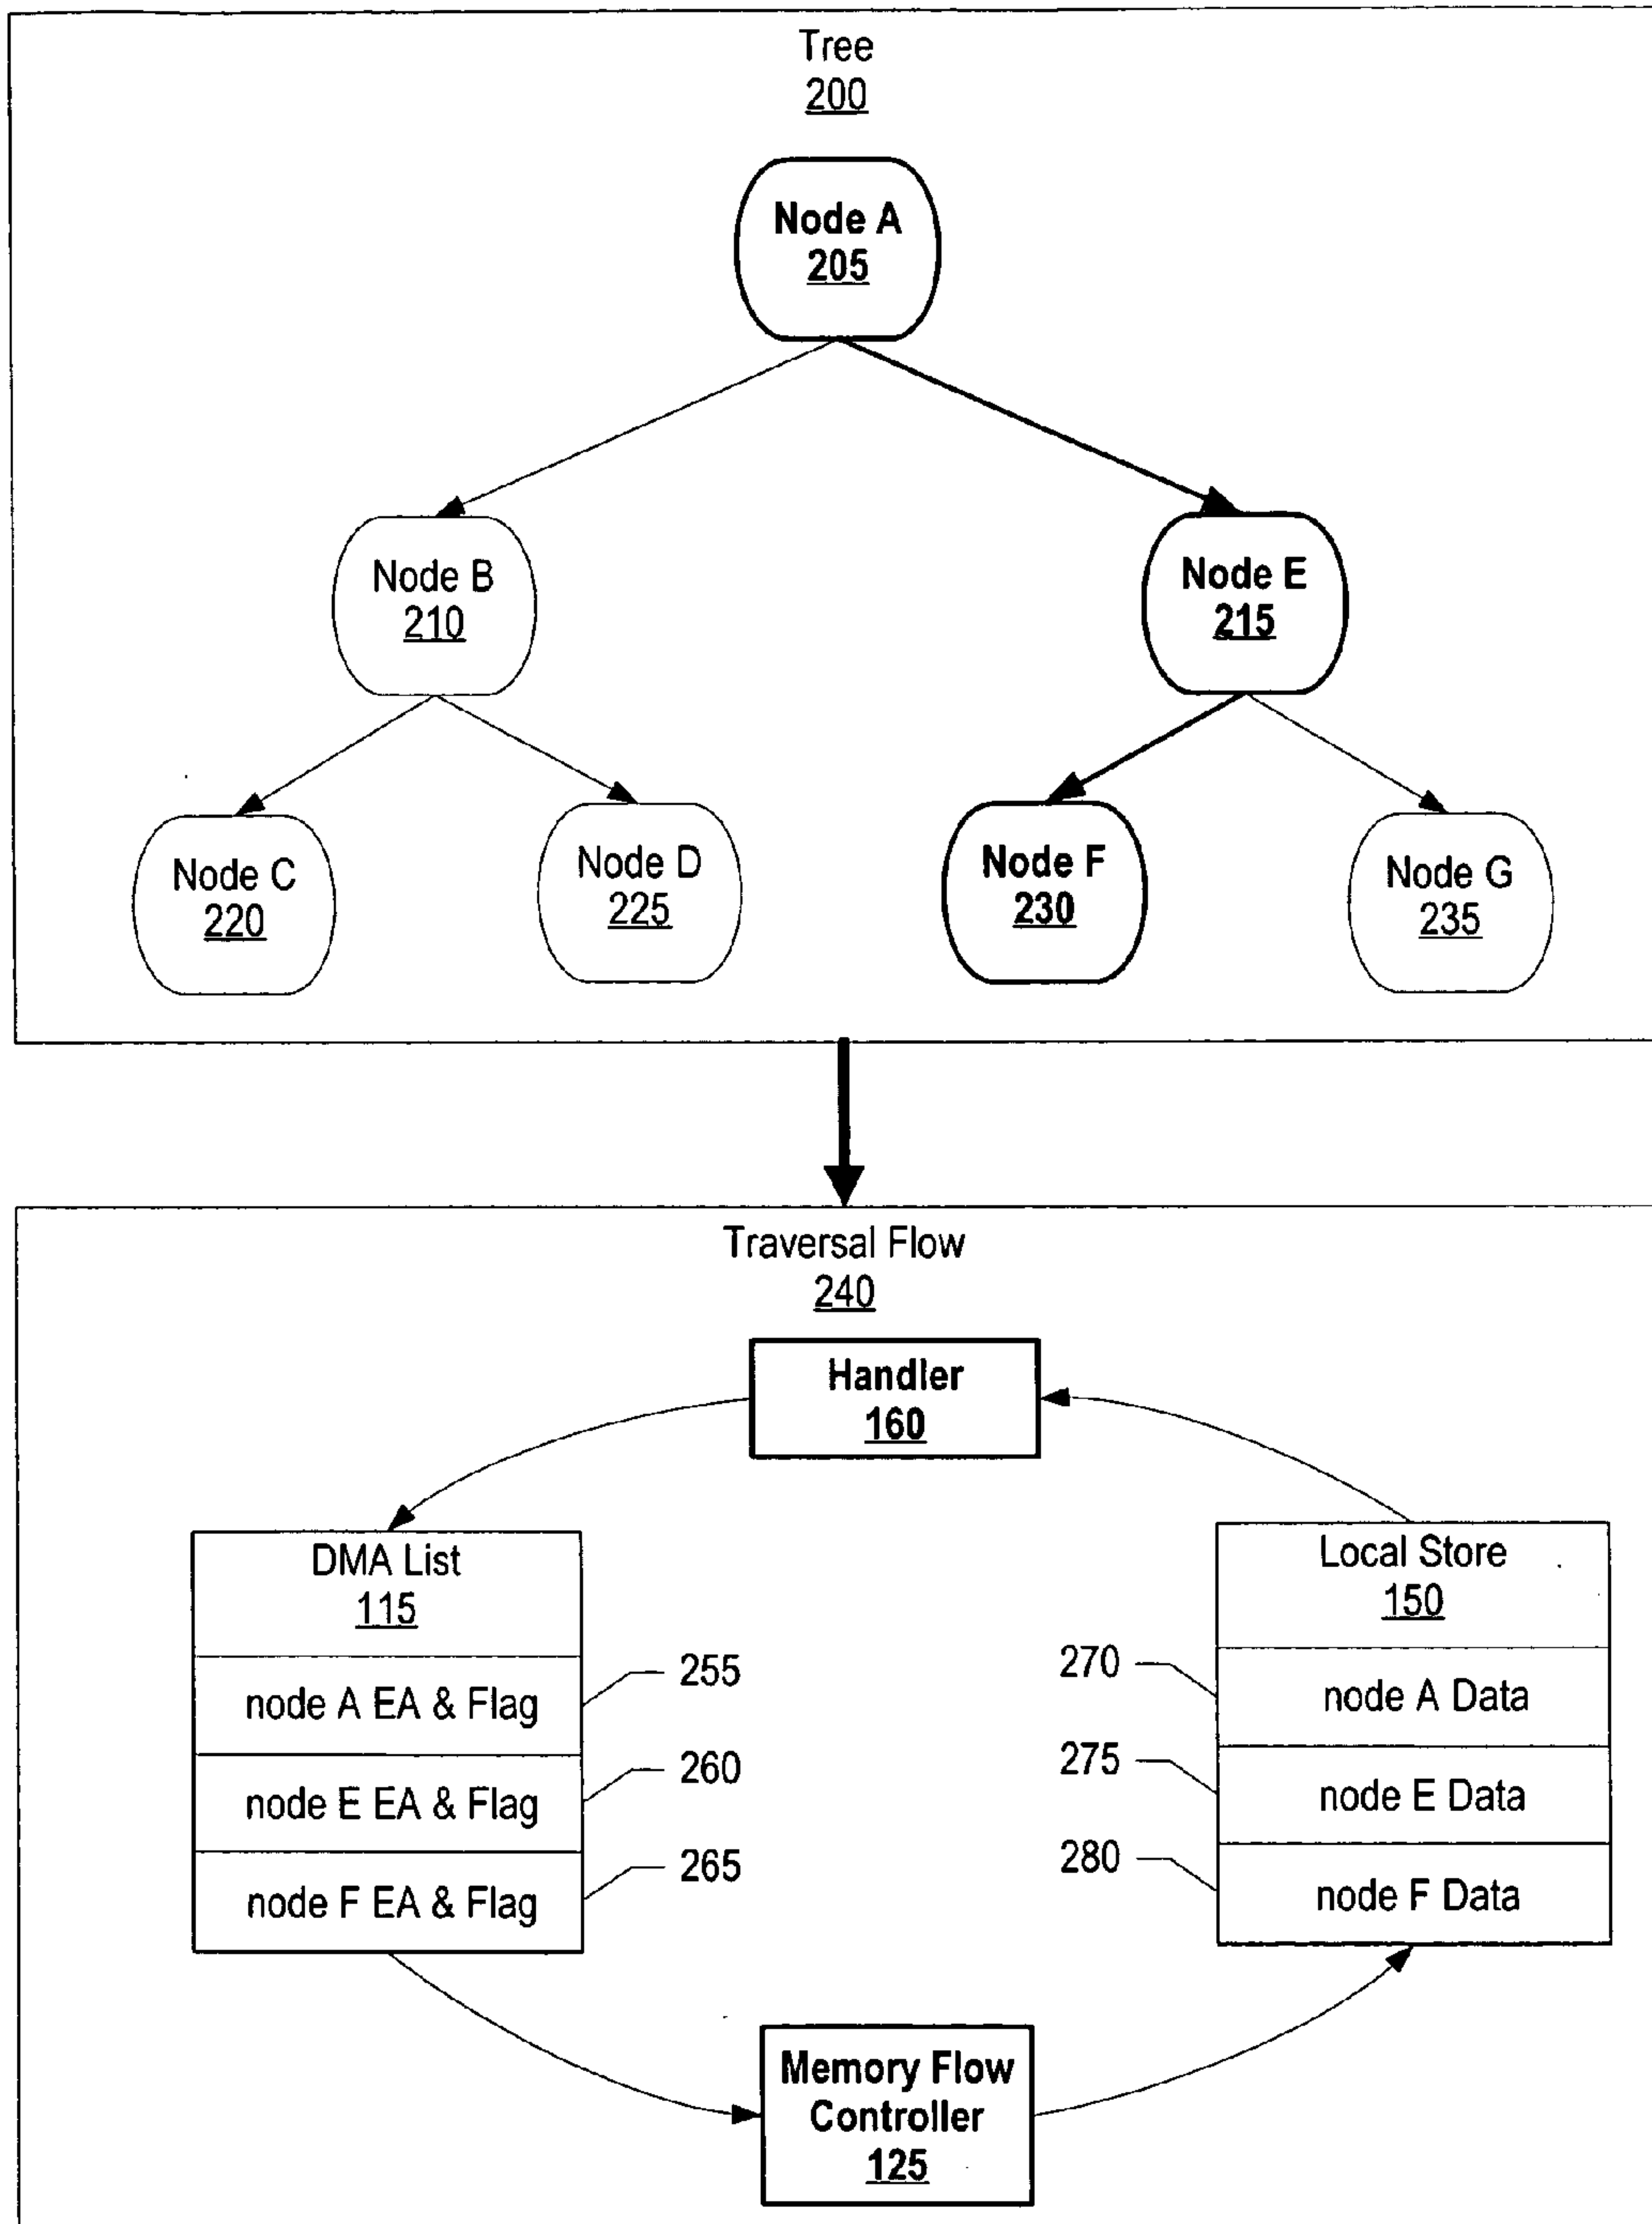 Tree
200
Node A
205
Node B
210
Node E
215
Node C
220
Node D
225
Node F
230
Node G
235
Traversal Flow
240
Handler
160
DMA List
115
node A EA & Flag
255
node E EA & Flag
260
node F EA & Flag
265
Local Store
150
270
node A Data
275
node E Data
280
node F Data
Memory Flow
Controller
125